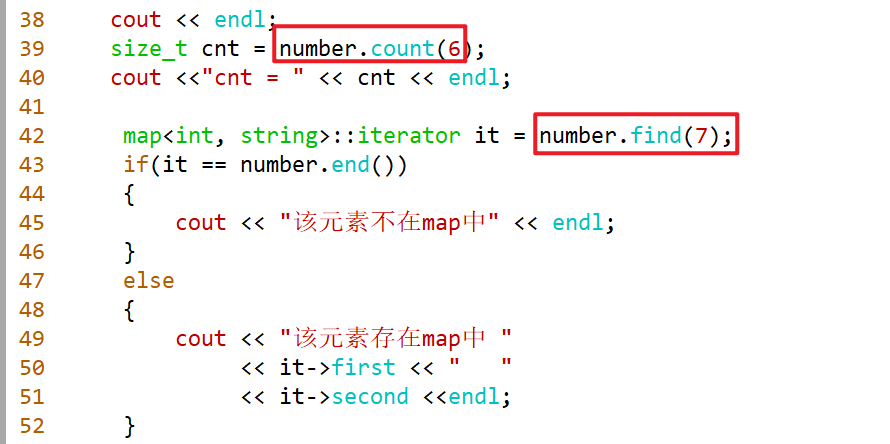 38     cout << endl;
39     size_t cnt = number.count(6);
40     cout <<"cnt = " << cnt << endl;
41
42      map<int, string>::iterator it = number.find(7);
43      if(it == number.end())
44      {
45          cout << "该元素不在map中" << endl;
46      }
47      else
48      {
49          cout << "该元素存在map中 "
50               << it->first << "   "
51               << it->second <<endl;
52      }